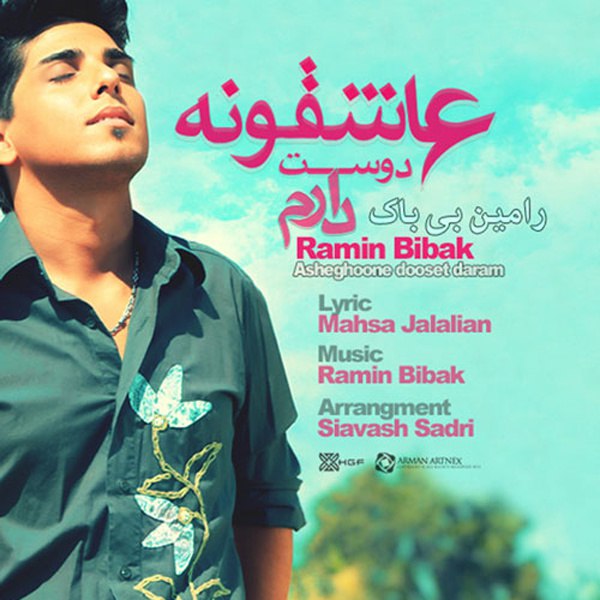 عاشقونه
دوست
دارم
رامین بی باک
Ramin Bibak
Asheghoone dooset daram
Lyric
Mahsa Jalalian
Music
Ramin Bibak
Arrangment
Siavash Sadri
HGF
ARMAN ARTNEX